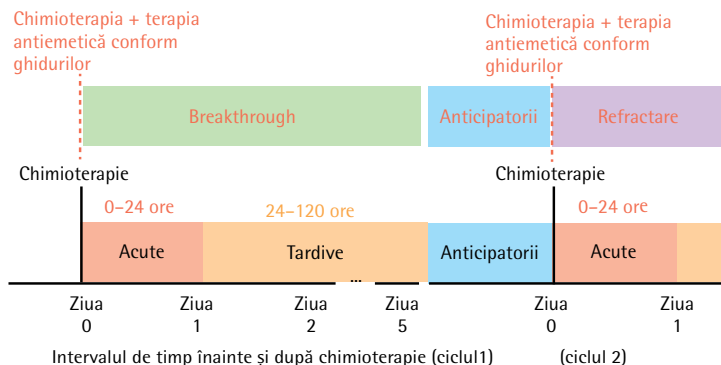 Chimioterapia + terapia
antiemetică conform
ghidurilor
Chimioterapia + terapia
antiemetică conform
ghidurilor
Breakthrough
Anticipatorii
Refractare
Chimioterapie
Chimioterapie
0–24 ore
24–120 ore
0–24 ore
Acute
Tardive
Anticipatorii
Acute
...
Ziua
0
Ziua
1
Ziua
2
Ziua
5
Ziua
0
Ziua
1
Intervalul de timp înainte și după chimioterapie (ciclul1)
(ciclul 2)